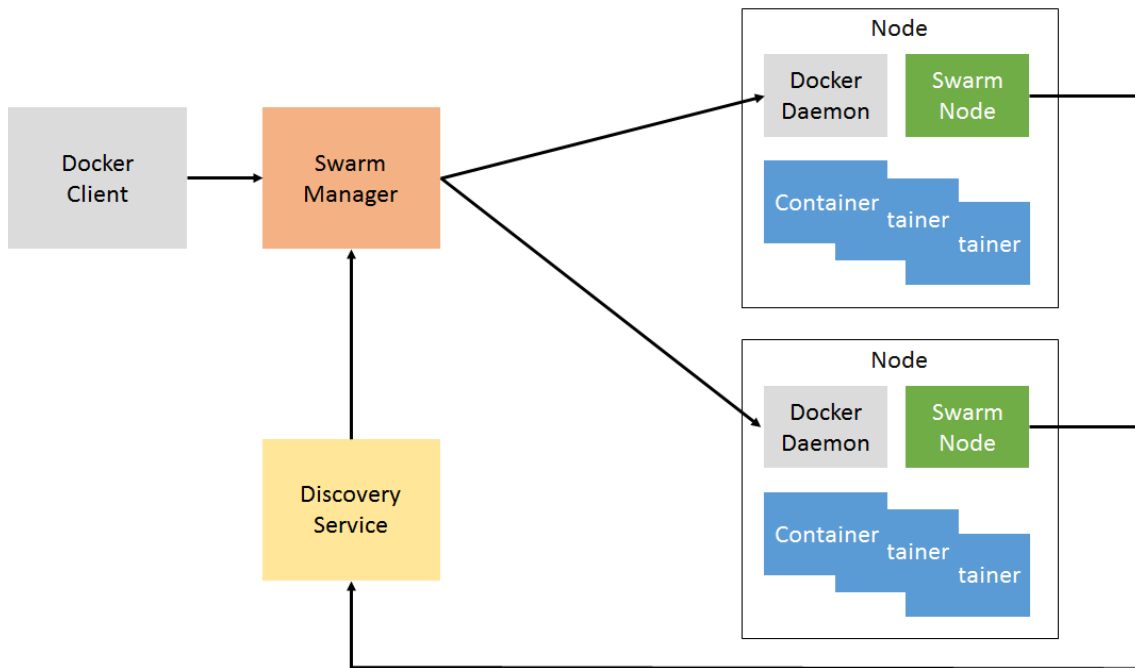 Node
Docker
Daemon
Swarm
Node
Docker
Client
Swarm
Manager
Container
tainer
tainer
Node
Docker
Daemon
Swarm
Node
Discovery
Service
Container
tainer
tainer